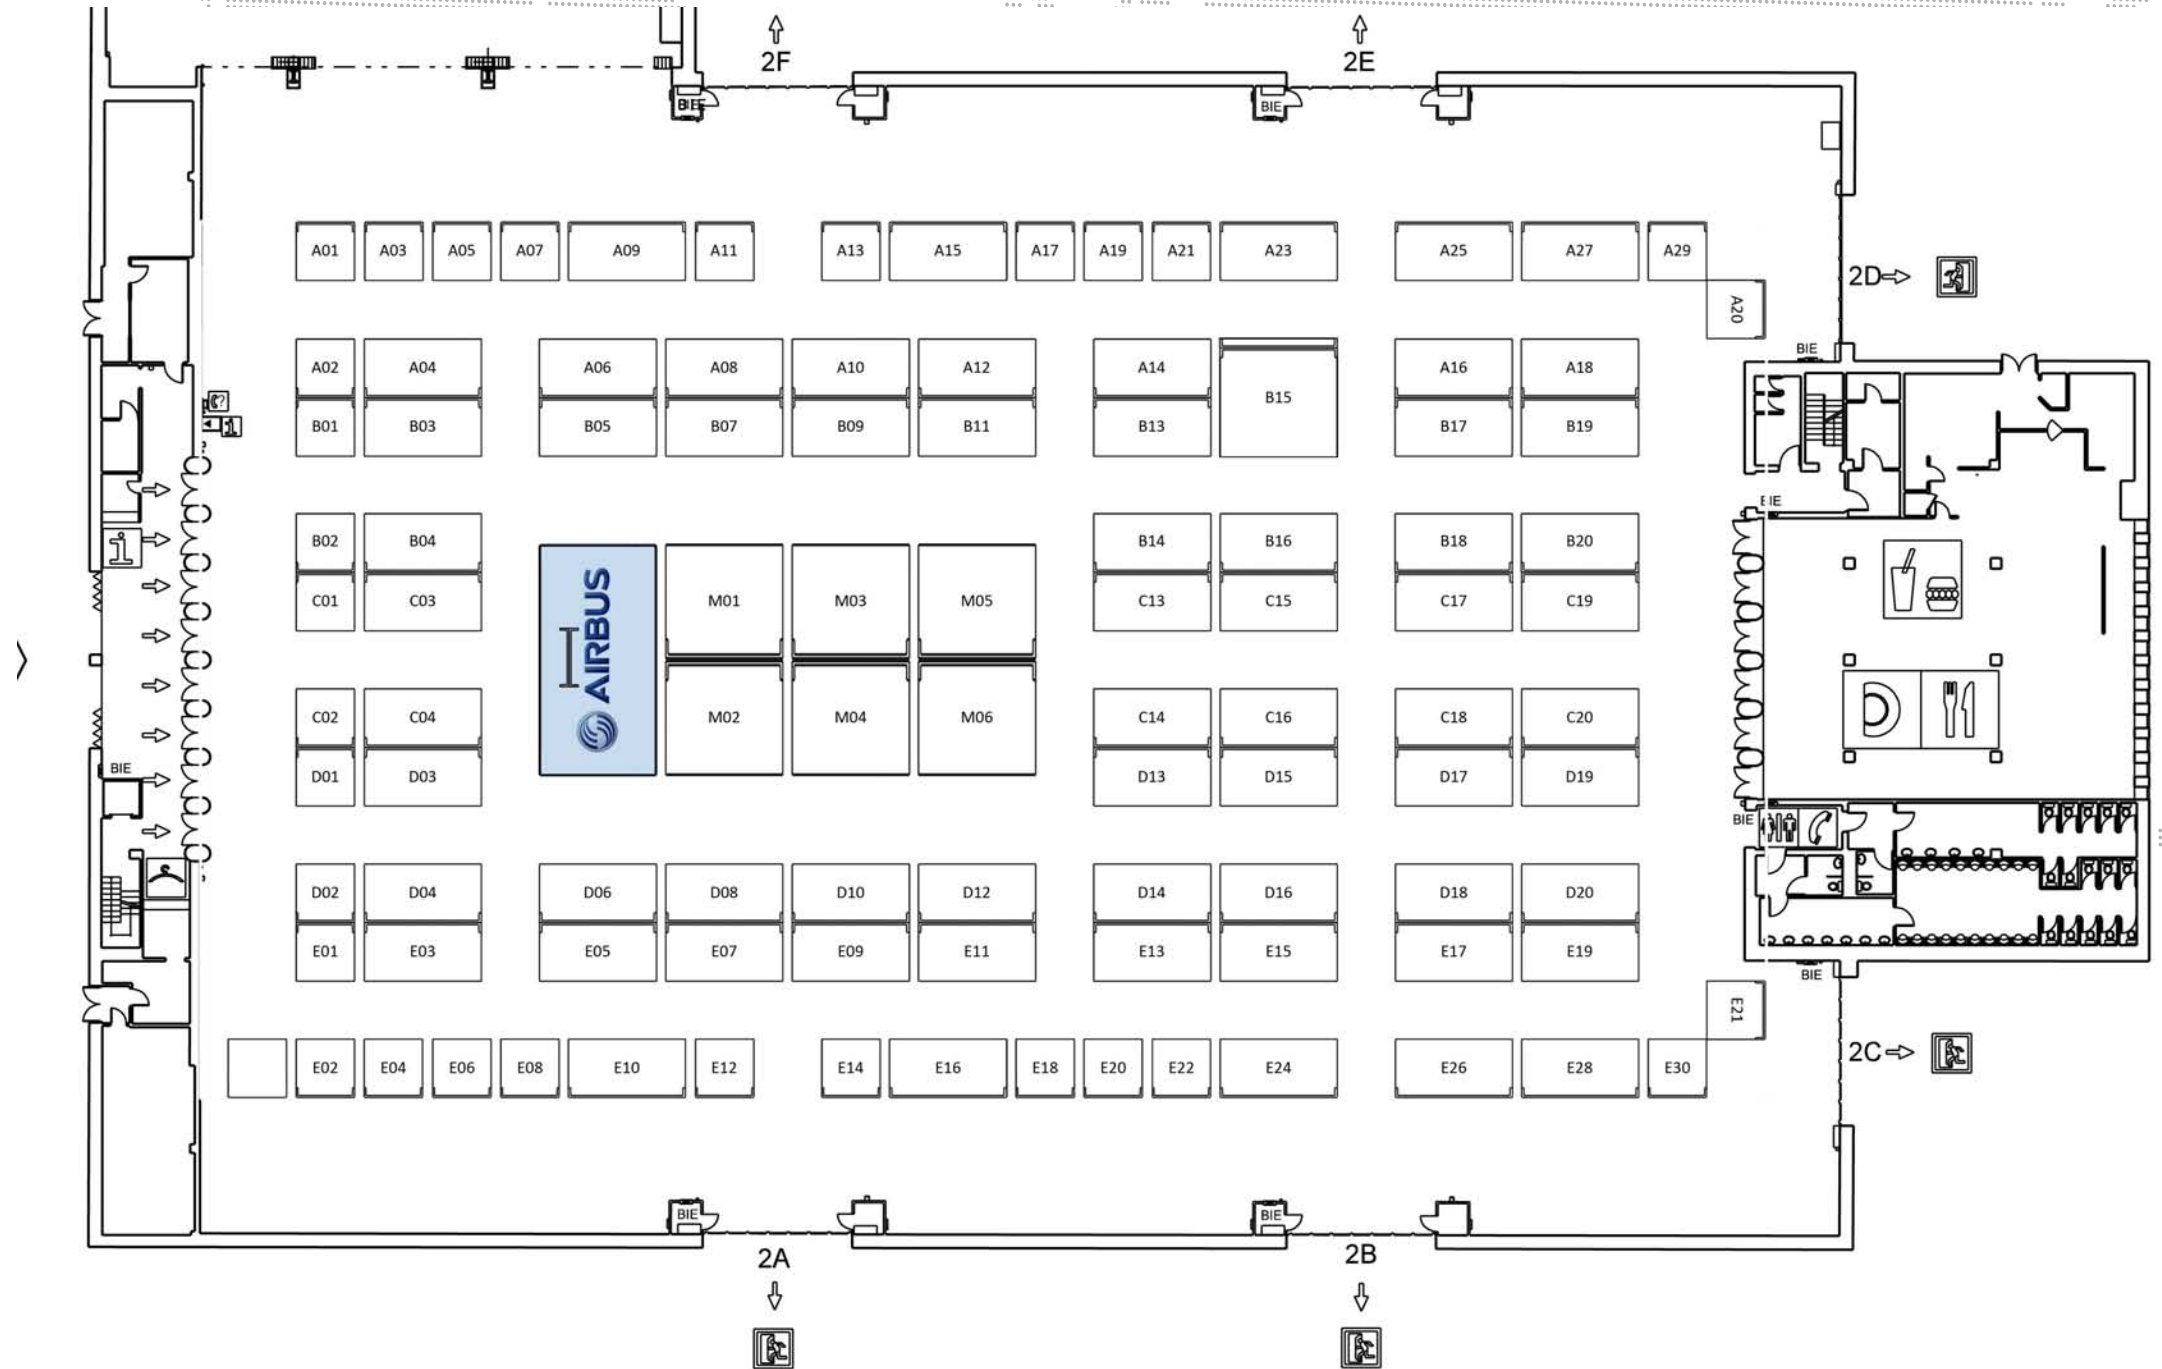 2F 2E
BIE BIE
A01 A03 A05 A07 A09 A11 A13 A15 A17 A19 A21 A23 A25 A27 A29
2D
A20
BIE
A02 A04 A06 A08 A10 A12 A14 A16 A18
B15
B01 B03 B05 B07 B09 B11 B13 B17 B19
BIE
B02 B04 B14 B16 B18 B20
C01 C03 M01 M03 M05 C13 C15 C17 C19
AIRBUS
C02 C04 M02 M04 M06 C14 C16 C18 C20
BIE
D01 D03 D13 D15 D17 D19
BIE
D02 D04 D06 D08 D10 D12 D14 D16 D18 D20
E01 E03 E05 E07 E09 E11 E13 E15 E17 E19
BIE
E21
2C
E02 E04 E06 E08 E10 E12 E14 E16 E18 E20 E22 E24 E26 E28 E30
BIE BIE
2A 2B